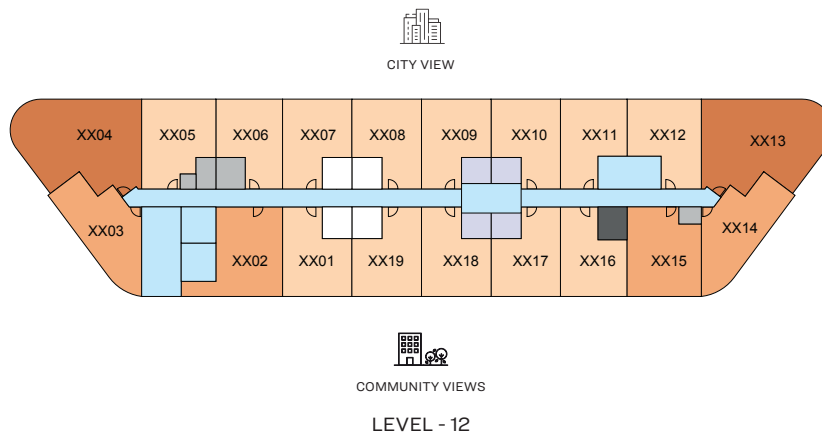 CITY VIEW
XX04
XX05
XX06
XX07
XX08
XX09
XX10
XX11
XX12
XX13
XX03
XX02
XX01
XX19
XX18
XX17
XX16
XX15
XX14
COMMUNITY VIEWS
LEVEL - 12